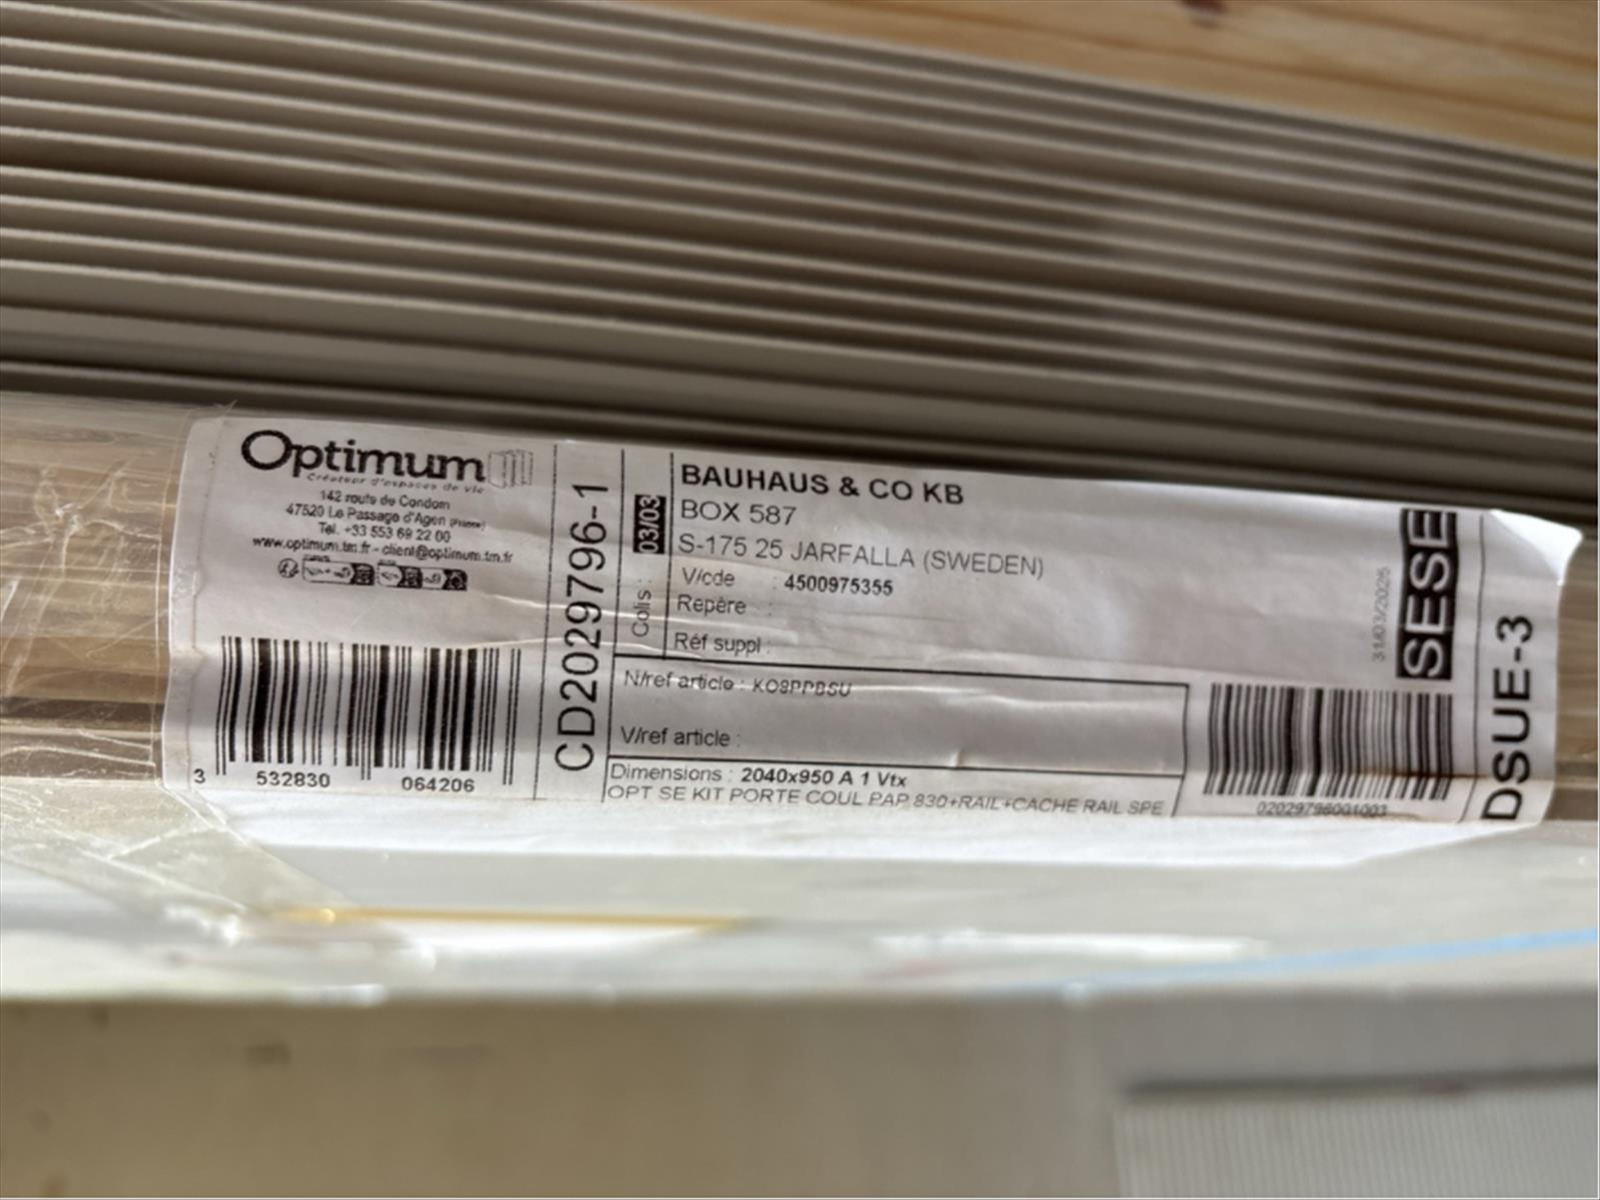 Optimum
Créateur d'espaces de vie
142 route de Condom
47520 Le Passage d'Agen (France)
Tel. +33 553 69 22 00
www.optimum.tm.fr - client@optimum.tm.fr
3 532830 064206
CD2029796-1
Colis : 03/03
BAUHAUS & CO KB
BOX 587
S-175 25 JARFALLA (SWEDEN)
V/cde : 4500975355
Repère :
Réf suppl :
N/ref article :
V/ref article :
Dimensions : 2040x950 A 1 Vtx
OPT SE KIT PORTE COUL PAP 830+RAIL+CACHE RAIL SPE
31/03/2025
SESE
02029796001003
DSUE-3